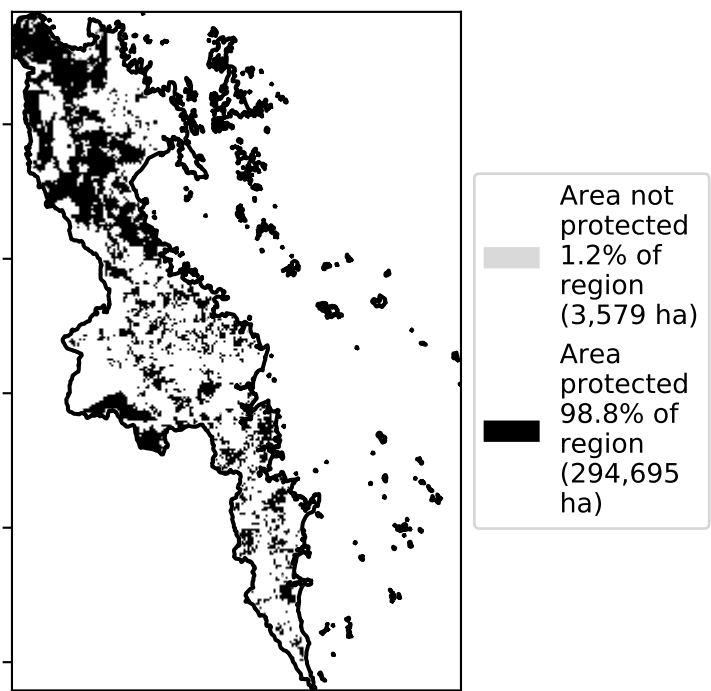 Area not
protected
1.2% of
region
(3,579 ha)
Area
protected
98.8% of
region
(294,695
ha)